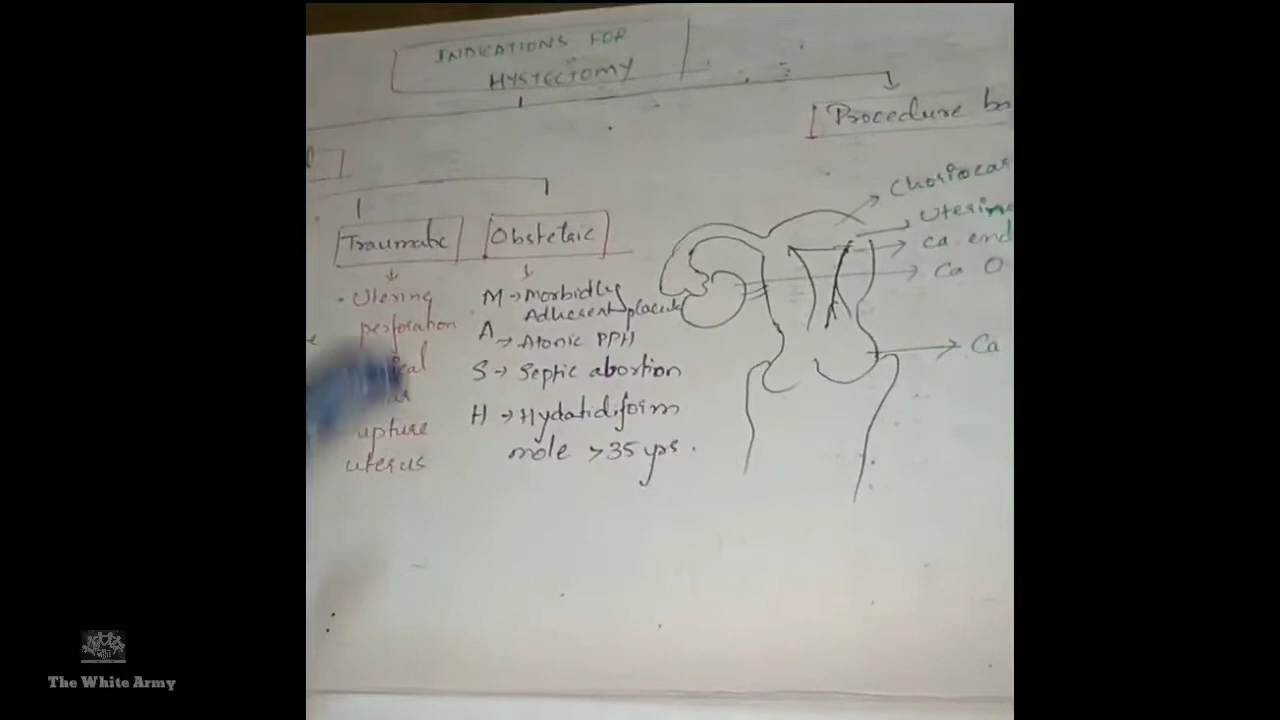 INDICATIONS FOR
HYSTECTOMY
Procedure
Traumatic
Uterine
perforation
upture
uterus
Obstetric
M → Morbidly
Adherent placenta
A → Atonic PPH
S → Septic abortion
H → Hydatidiform
mole >35 yrs.
Choriocar
Uterine
Ca end
Ca O
Ca
The White Army